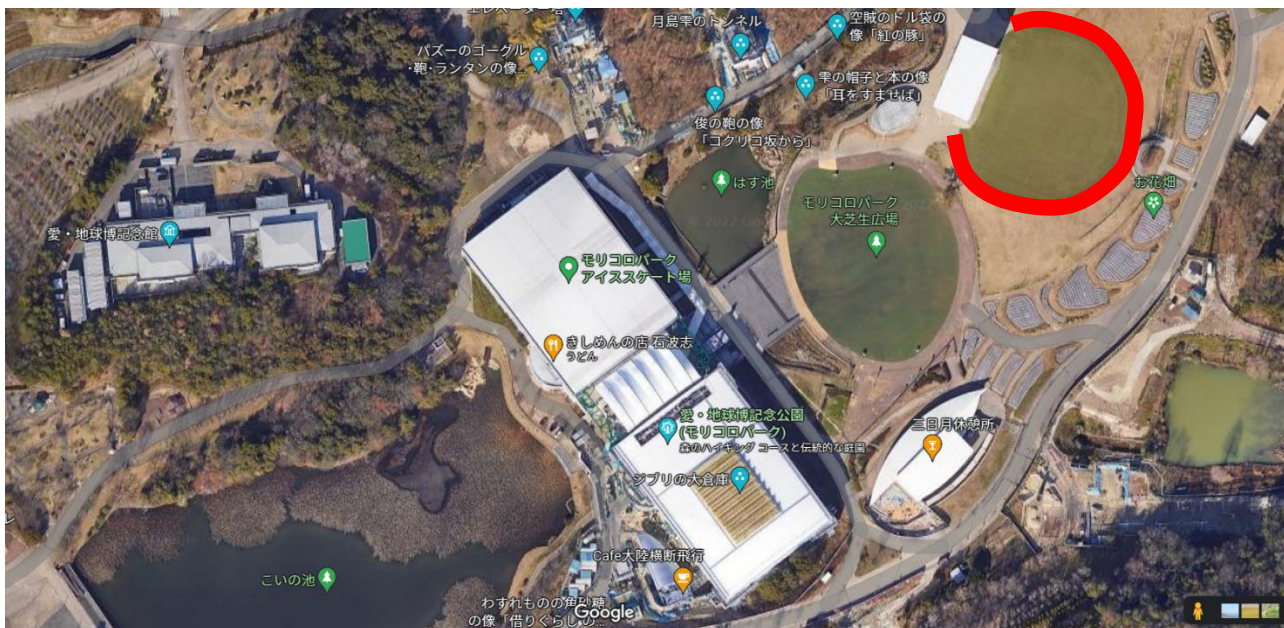 月島雫のトンネル
空賊のドル袋の
像「紅の豚」
パズーのゴーグル
・鞄・ランタンの像...
雫の帽子と本の像
「耳をすませば」
俊の鞄の像
「コクリコ坂から」
はす池
お花畑
モリコロパーク
大芝生広場
愛・地球博記念館
モリコロパーク
アイススケート場
きしめんの店 石波志
うどん
愛・地球博記念公園
(モリコロパーク)
森のハイキング コースと伝統的な庭園
三日月休憩所
ジブリの大倉庫
Cafe大陸横断飛行
こいの池
わすれものの角砂糖
の像「借りぐらしの...
Google